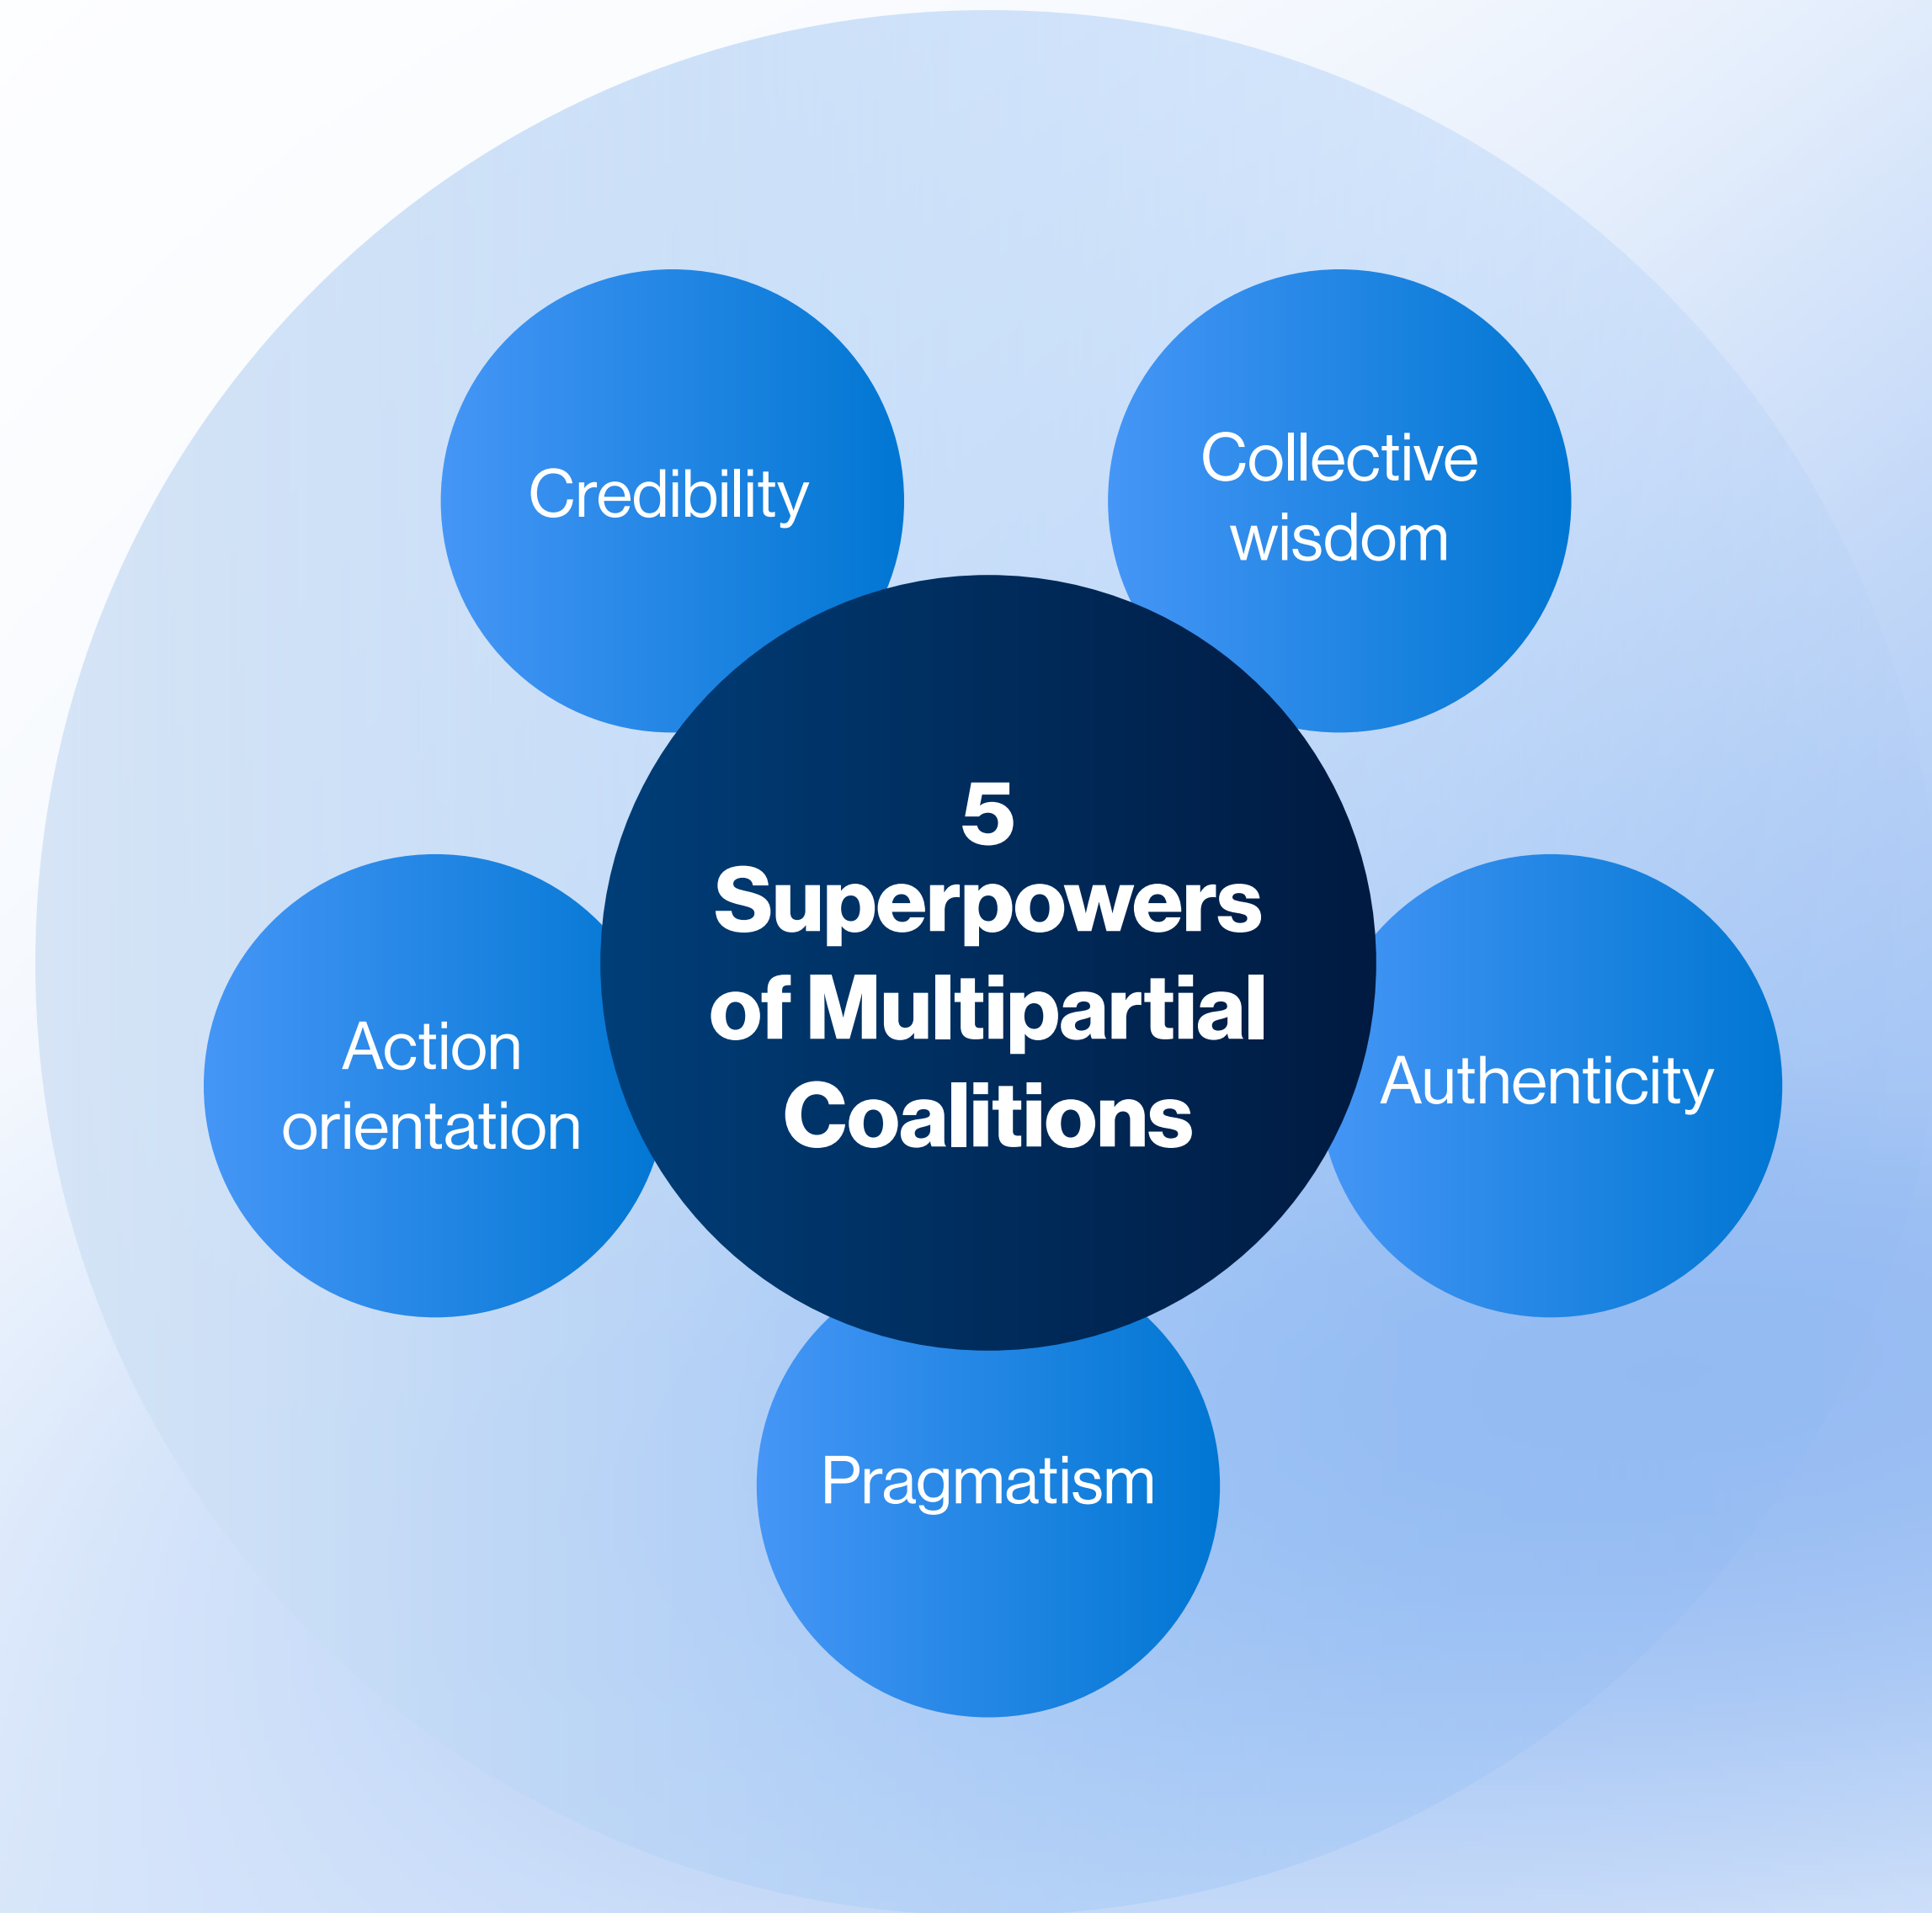 Credibility
Collective
wisdom
5
Superpowers
of Multipartial
Coalitions
Action
orientation
Authenticity
Pragmatism